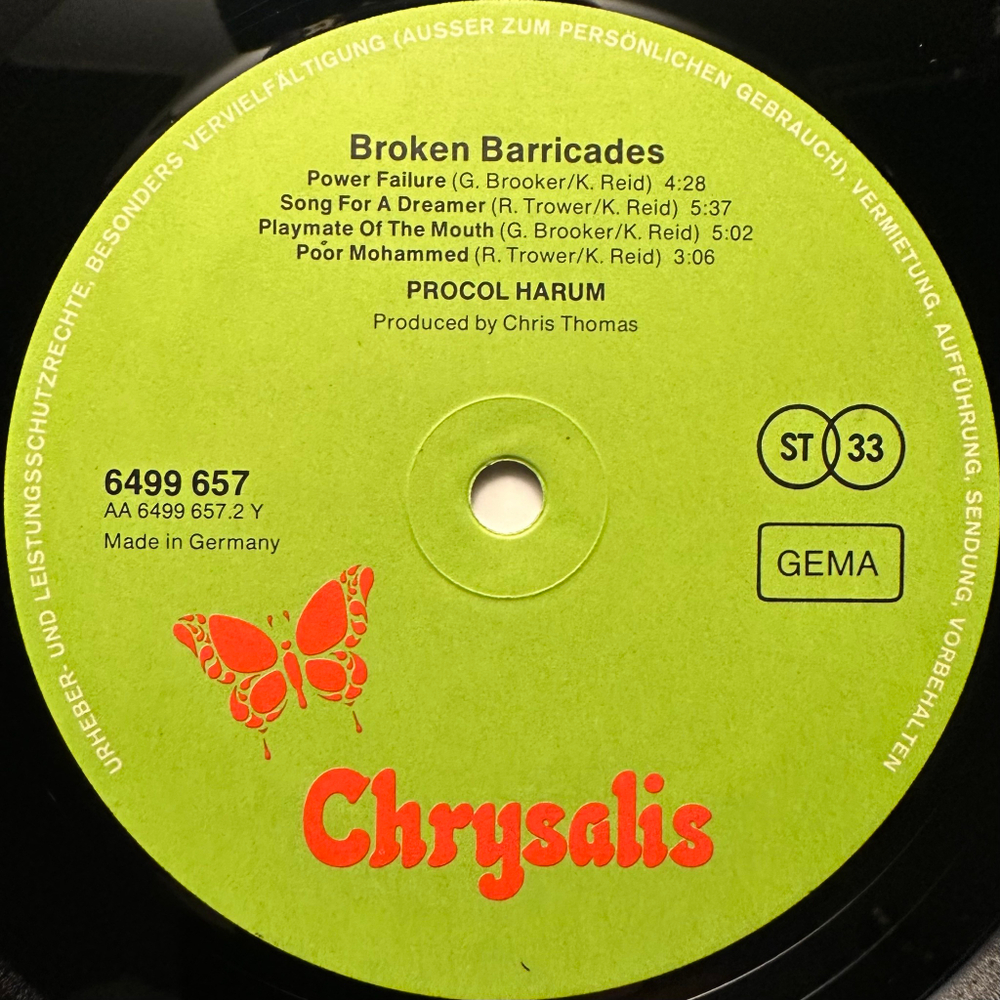 URHEBER- UND LEISTUNGSSCHUTZRECHTE, BESONDERS VERVIELFÄLTIGUNG (AUSSER ZUM PERSÖNLICHEN GEBRAUCH), VERMIETUNG, AUFFÜHRUNG, SENDUNG, VORBEHALTEN
Broken Barricades
Power Failure (G. Brooker/K. Reid) 4:28
Song For A Dreamer (R. Trower/K. Reid) 5:37
Playmate Of The Mouth (G. Brooker/K. Reid) 5:02
Poor Mohammed (R. Trower/K. Reid) 3:06
PROCOL HARUM
Produced by Chris Thomas
ST 33
6499 657
AA 6499 657.2 Y
Made in Germany
GEMA
Chrysalis